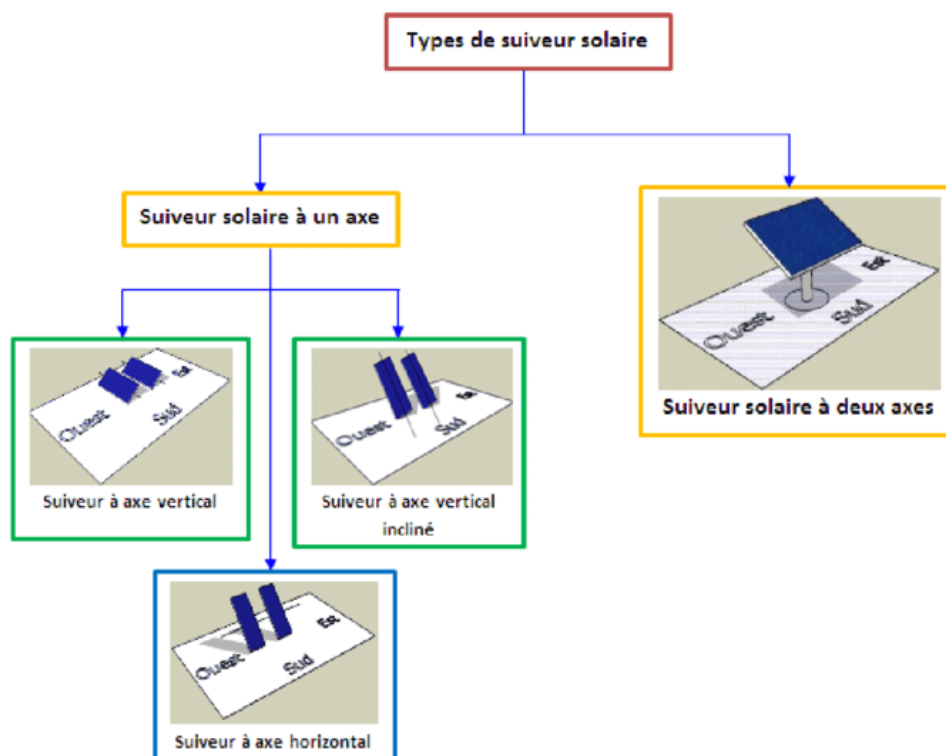 Types de suiveur solaire
Suiveur solaire à un axe
Ouest
Sud
Est
Suiveur solaire à deux axes
Ouest
Sud
Est
Suiveur à axe vertical
Ouest
Sud
Est
Suiveur à axe vertical
incliné
Ouest
Sud
Est
Suiveur à axe horizontal